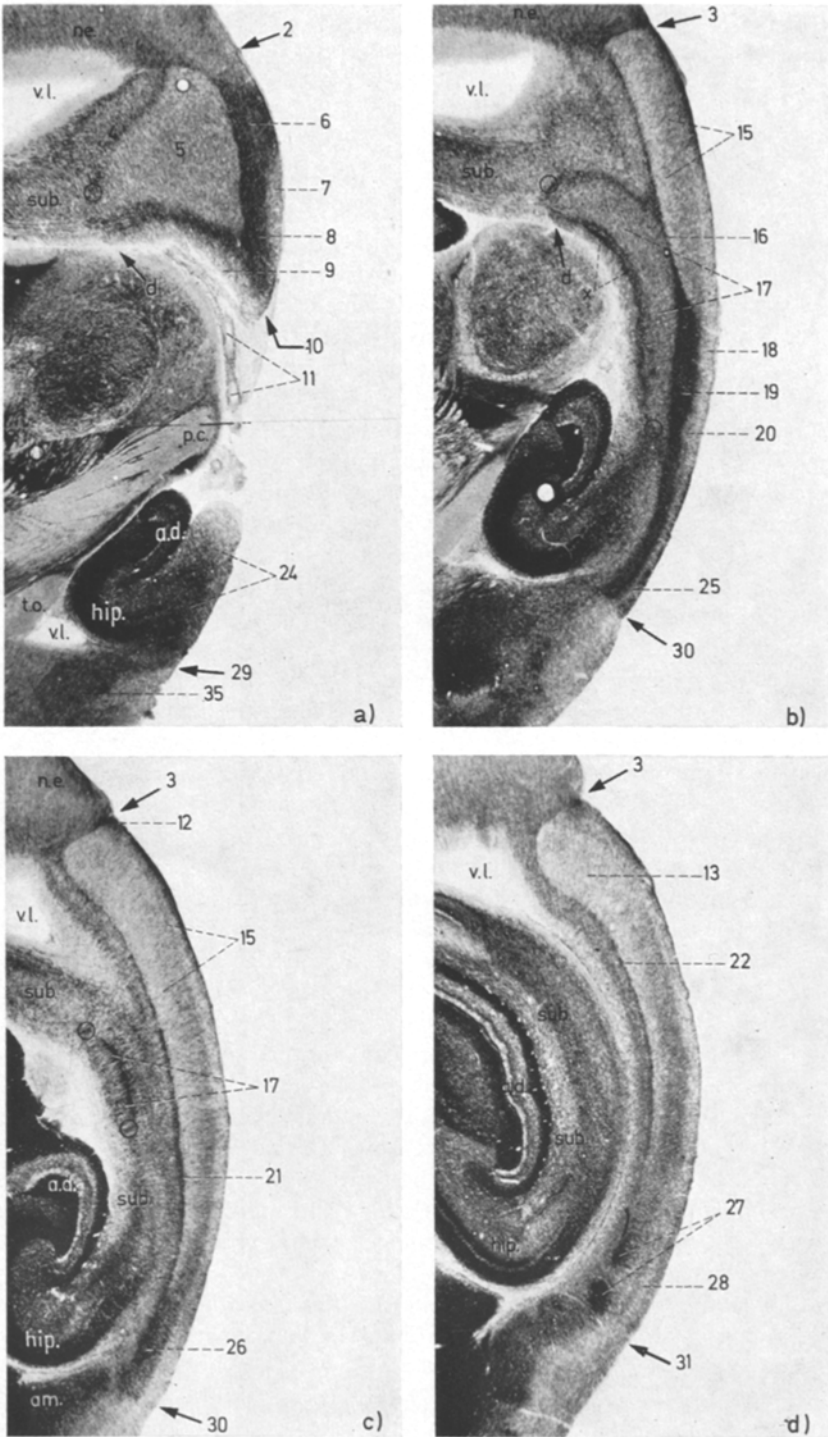 n.e.
2
v.l.
6
5
7
sub.
8
9
d
10
11
p.c.
a.d.
24
t.o.
hip.
v.l.
29
35
a)
n.e.
3
v.l.
15
sub.
16
d
x
17
18
19
20
25
30
b)
n.e.
3
12
v.l.
15
sub.
17
a.d.
sub.
21
hip.
26
am.
30
c)
3
v.l.
13
22
sub.
a.d.
sub.
27
hip.
28
31
d)